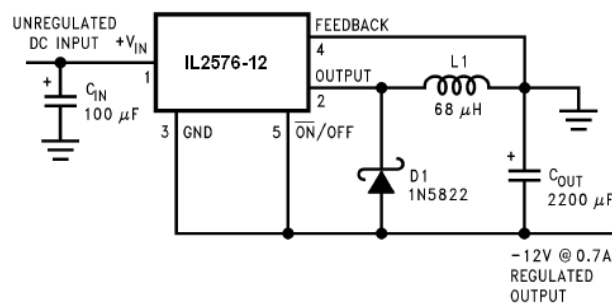 UNREGULATED
DC INPUT
+VIN
1
+
CIN
100 μF
IL2576-12
FEEDBACK
4
OUTPUT
2
L1
68 μH
3 GND
5 ON/OFF
D1
1N5822
+
COUT
2200 μF
-12V @ 0.7A
REGULATED
OUTPUT